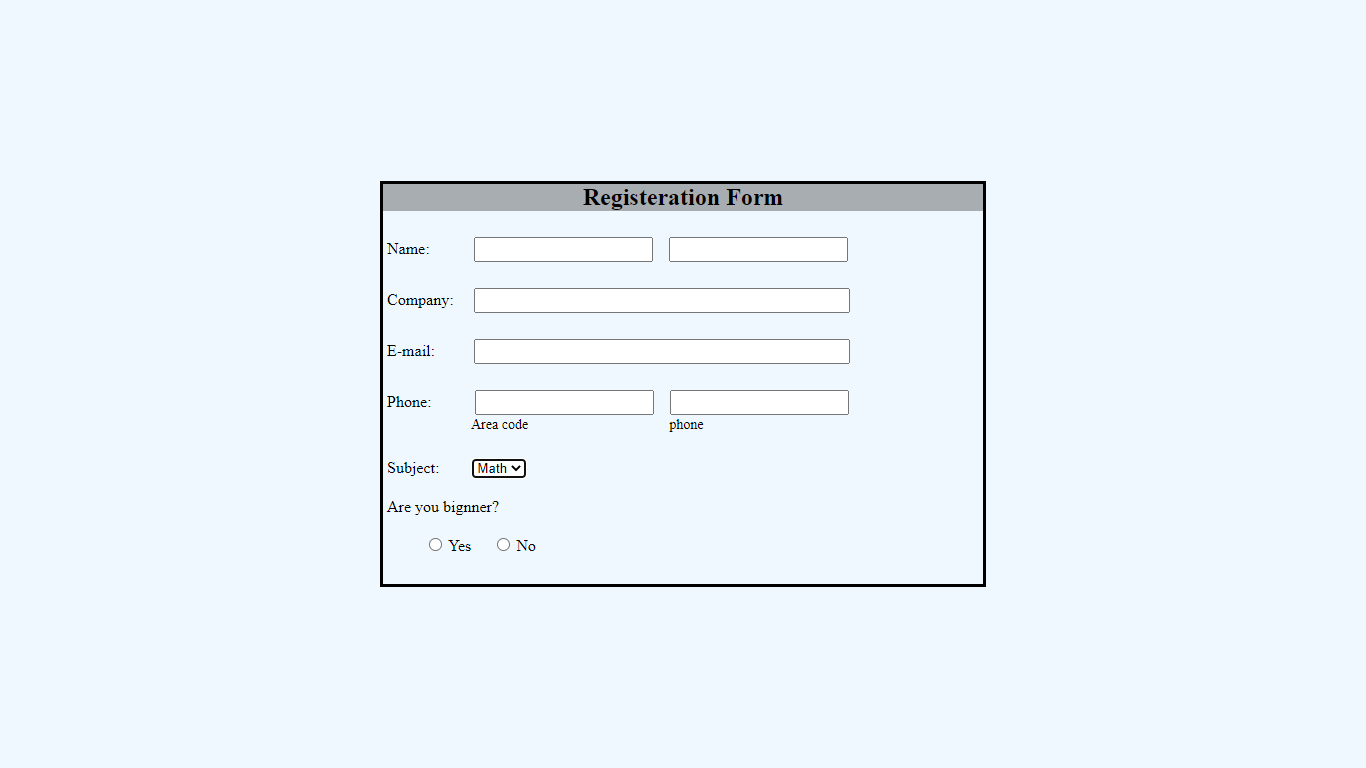 Registeration Form
Name:
Company:
E-mail:
Phone:
Area code phone
Subject: Math
Are you bignner?
Yes No